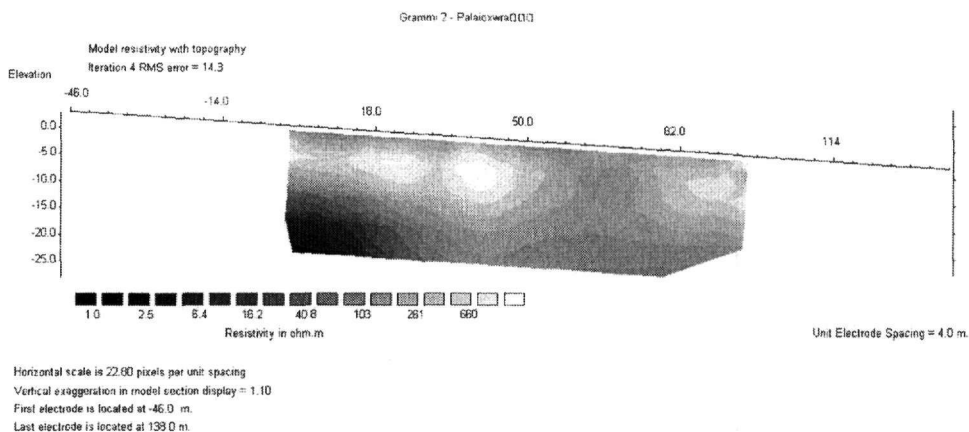 Grammi 2 - Palaioxwra▯▯▯
Model resistivity with topography
Iteration 4 RMS error = 14.3
Elevation
-46.0
-14.0
18.0
50.0
82.0
114
0.0
-5.0
-10.0
-15.0
-20.0
-25.0
1.0 2.5 6.4 16.2 40.8 103 261 660
Resistivity in ohm.m
Unit Electrode Spacing = 4.0 m.
Horizontal scale is 22.80 pixels per unit spacing
Vertical exaggeration in model section display = 1.10
First electrode is located at -46.0 m.
Last electrode is located at 138.0 m.